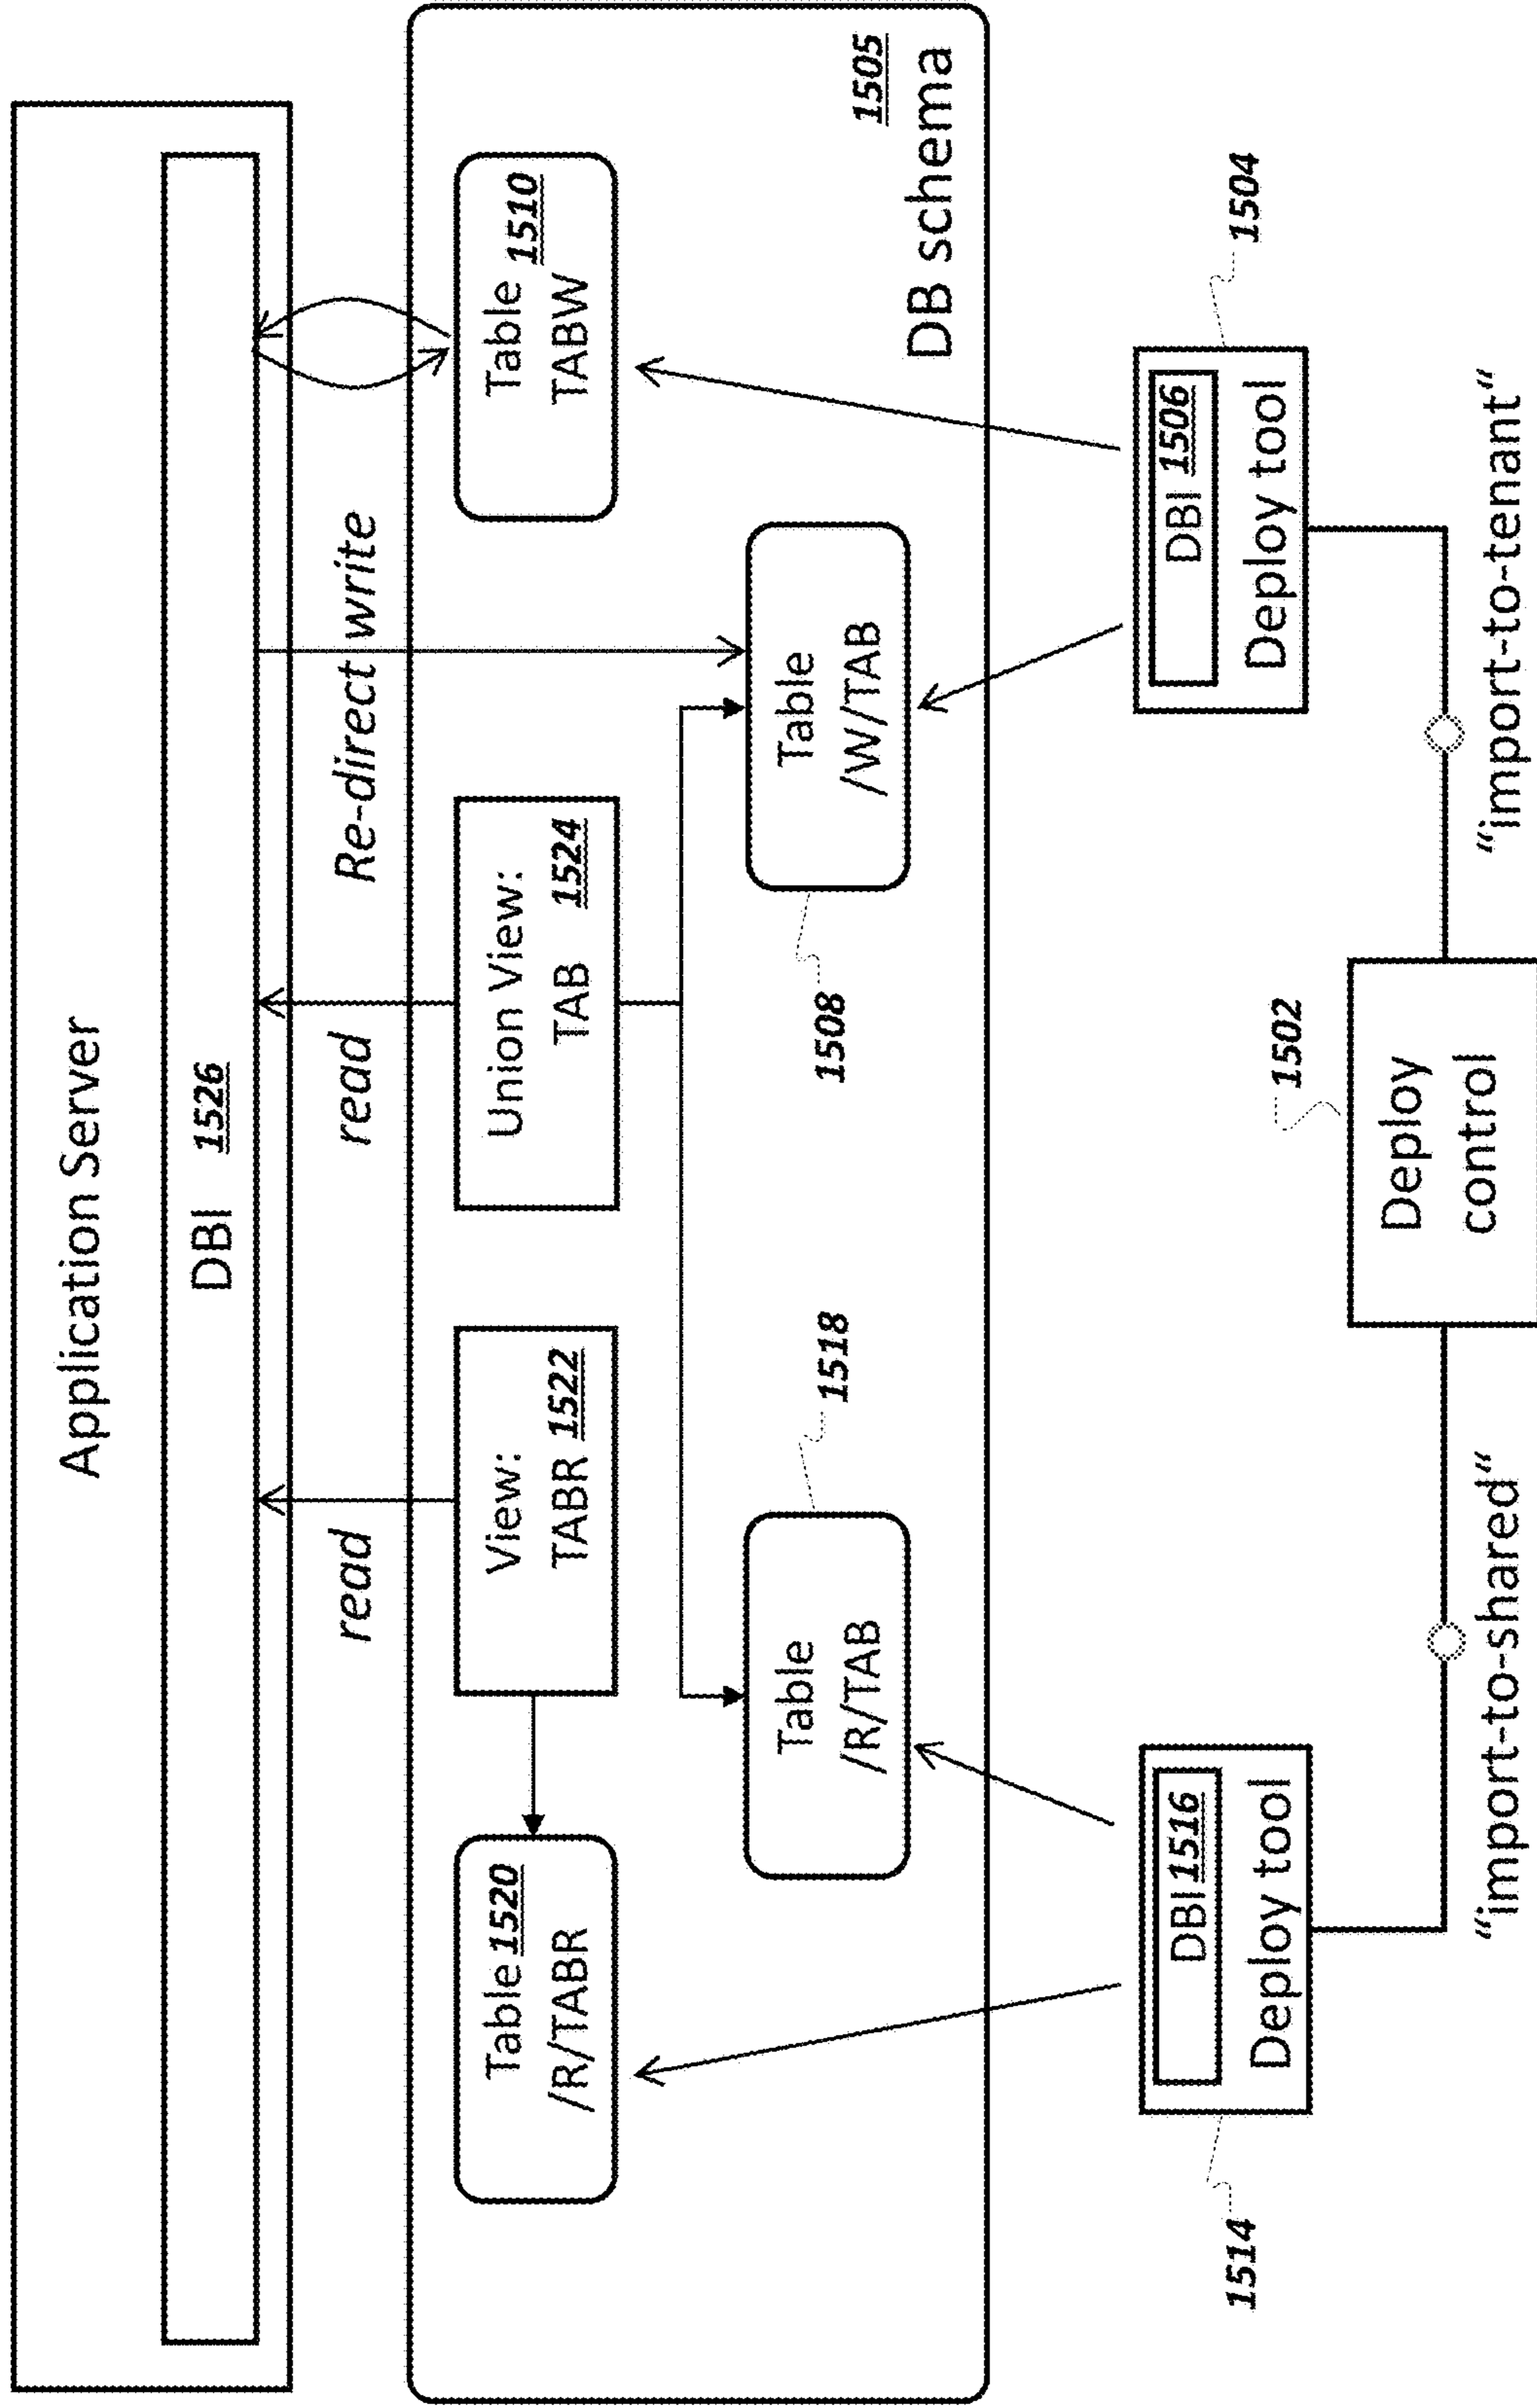 Application Server
DBI 1526
read
read
Re-direct write
Table 1520
/R/TABR
View:
TABR 1522
Union View:
TAB 1524
Table 1510
TABW
Table
/R/TAB
1518
1508
Table
/W/TAB
1505
DB schema
1514
DBI 1516
Deploy tool
DBI 1506
Deploy tool
1504
1502
Deploy
control
“import-to-shared“
“import-to-tenant“